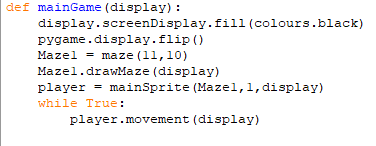 def mainGame(display):
    display.screenDisplay.fill(colours.black)
    pygame.display.flip()
    Maze1 = maze(11,10)
    Maze1.drawMaze(display)
    player = mainSprite(Maze1,1,display)
    while True:
        player.movement(display)